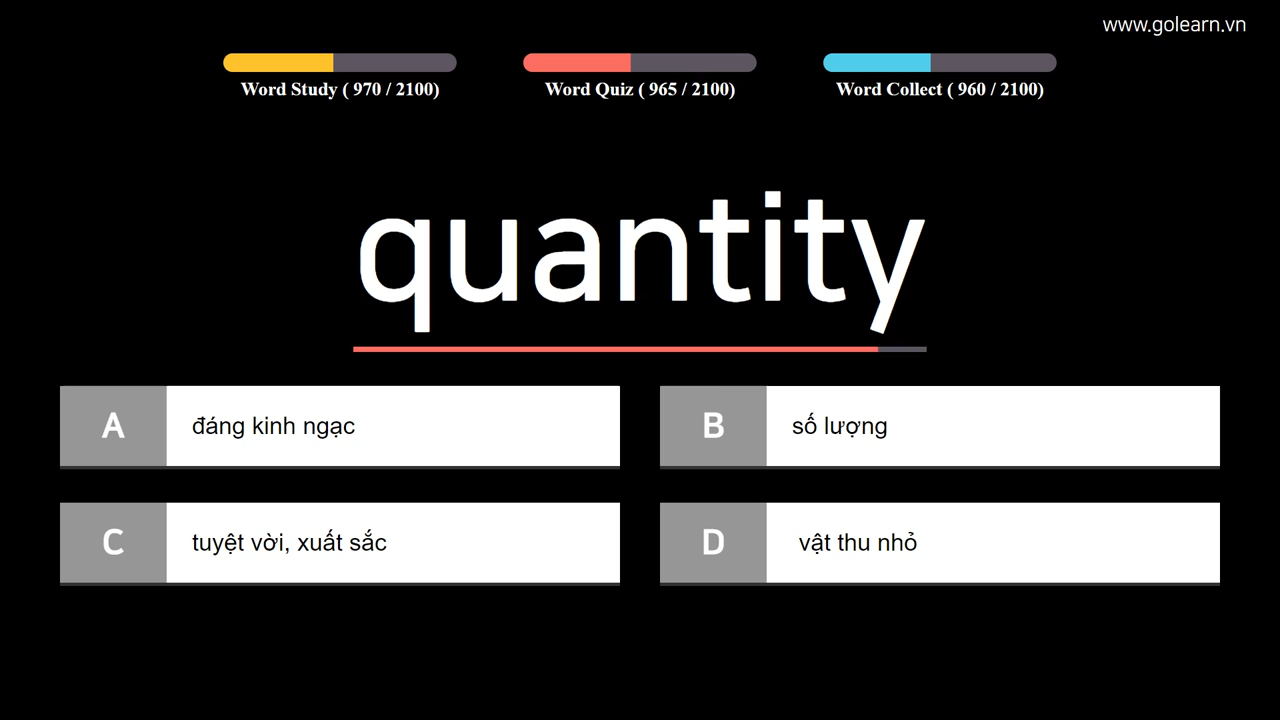 www.golearn.vn
Word Study ( 970 / 2100)
Word Quiz ( 965 / 2100)
Word Collect ( 960 / 2100)
quantity
A đáng kinh ngạc
B số lượng
C tuyệt vời, xuất sắc
D vật thu nhỏ